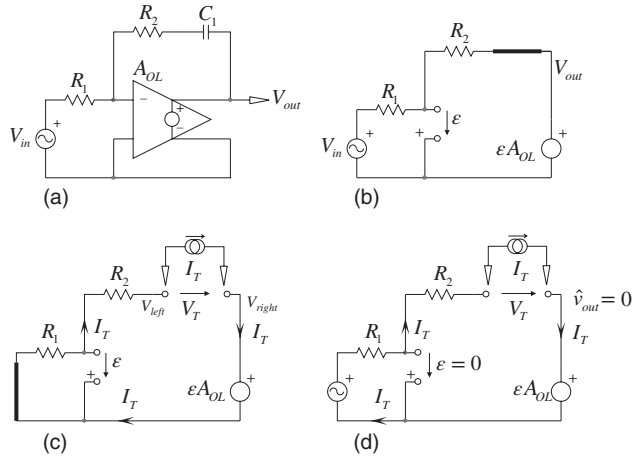 R2
C1
AOL
R1
−
+
−
Vout
+
Vin
(a)
R2
Vout
R1
+
ε
+
Vin
εAOL
+
(b)
IT
R2
Vleft
VT
Vright
R1
IT
IT
ε
+
IT
εAOL
+
(c)
IT
R2
VT
v̂out = 0
R1
IT
IT
ε = 0
+
IT
εAOL
+
(d)